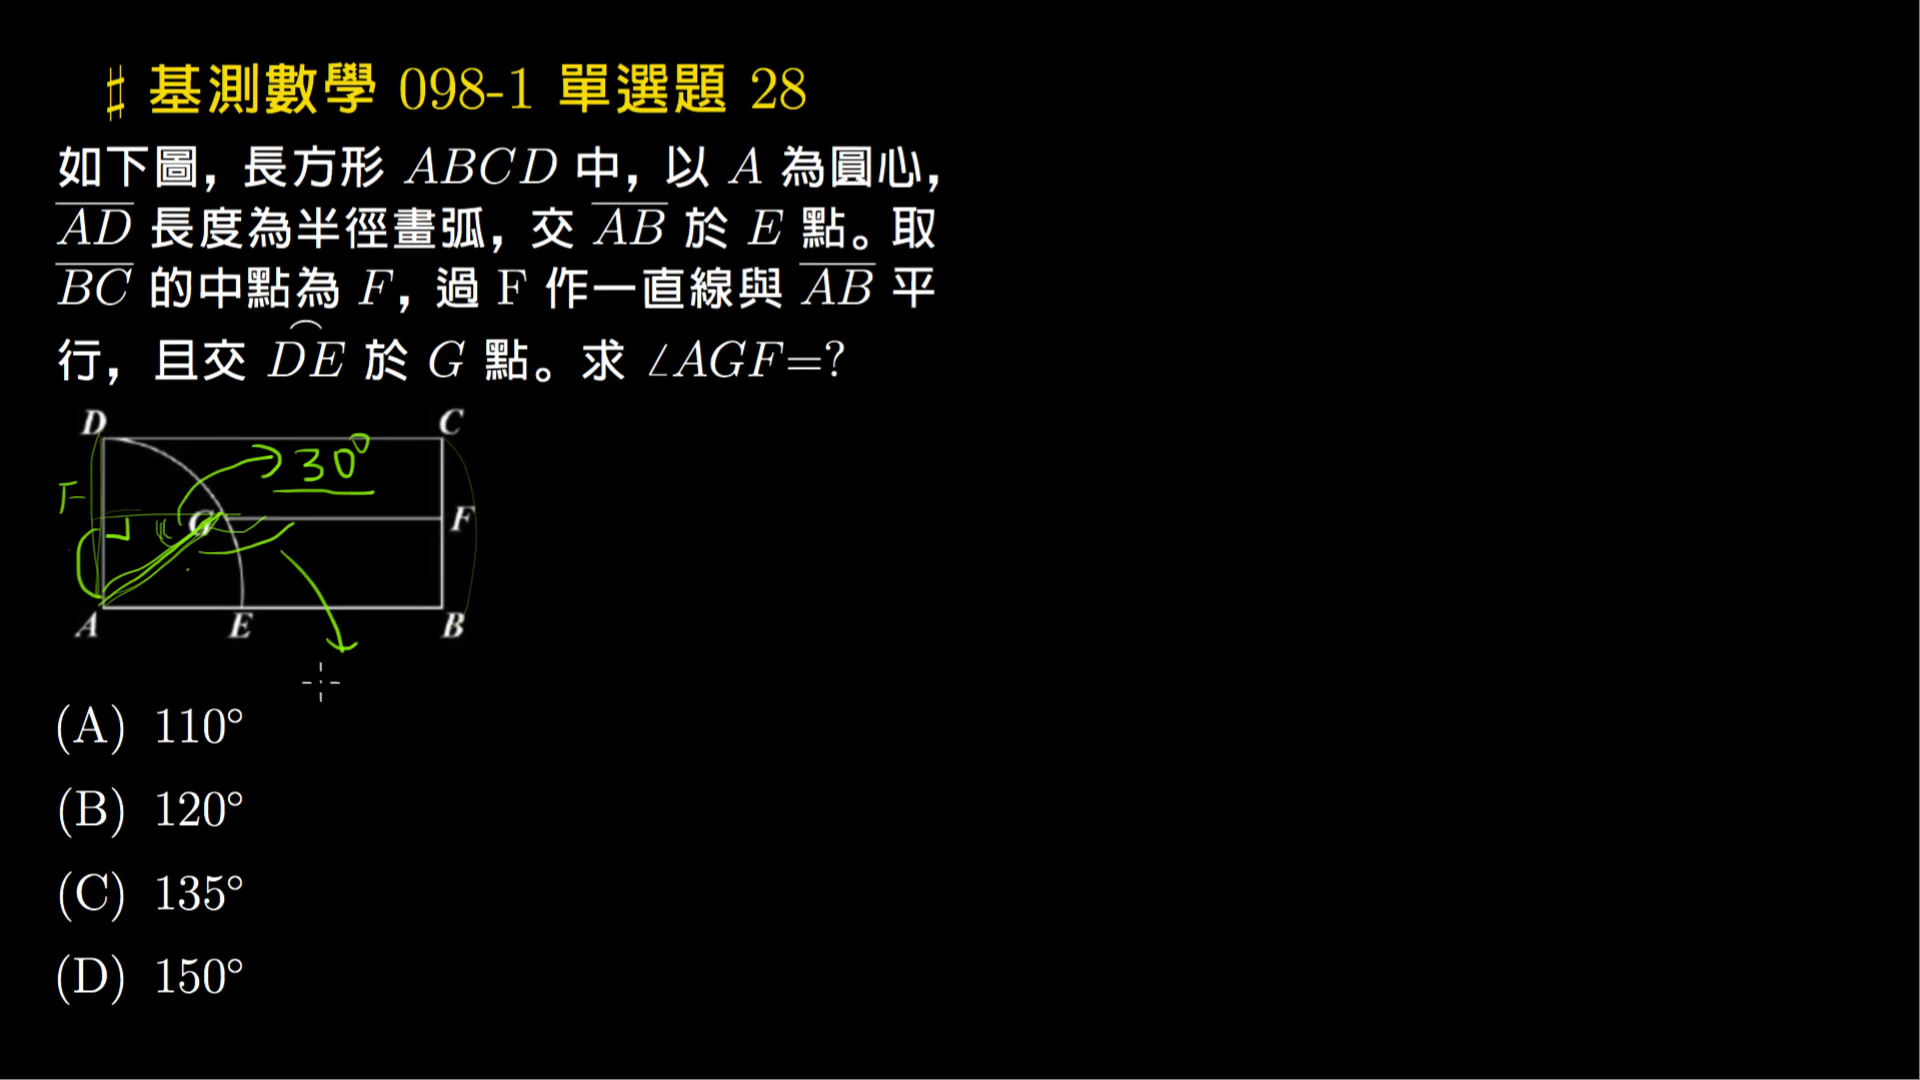 ♯ 基測數學 098-1 單選題 28
如下圖，長方形 ABCD 中，以 A 為圓心，
AD 長度為半徑畫弧，交 AB 於 E 點。取
BC 的中點為 F，過 F 作一直線與 AB 平
行，且交 DE 於 G 點。求 ∠AGF=?
D C
30°
G F
A E B
(A) 110°
(B) 120°
(C) 135°
(D) 150°